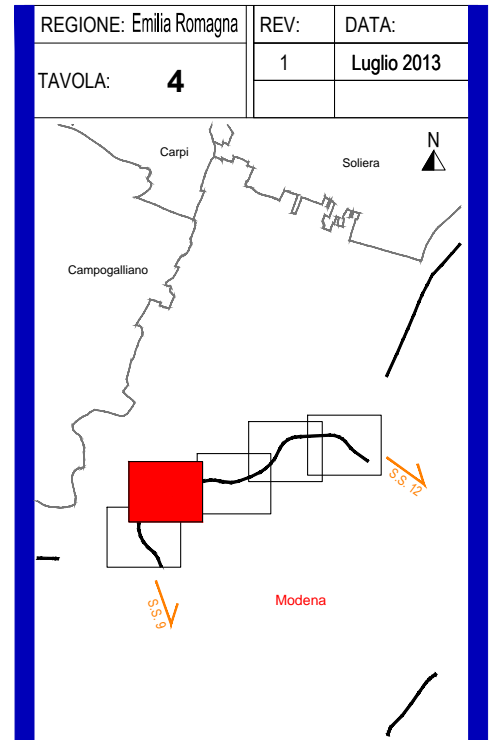 REGIONE: Emilia Romagna REV: DATA:
1 Luglio 2013
TAVOLA: 4
N
Carpi
Soliera
Campogalliano
S.S. 12
S.S. 9
Modena